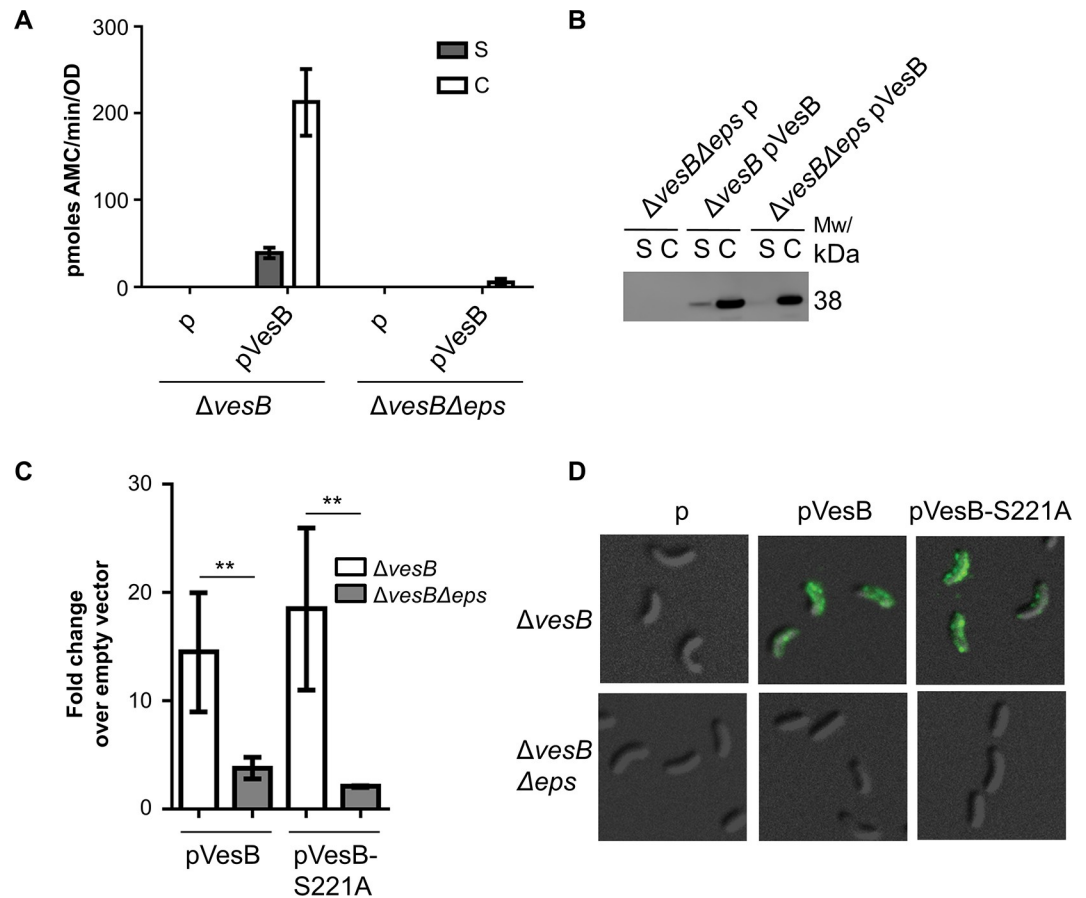 A
300
200
100
0
pmoles AMC/min/OD
S
C
p
pVesB
p
pVesB
ΔvesB
ΔvesBΔeps
B
ΔvesBΔeps p
ΔvesB pVesB
ΔvesBΔeps pVesB
S C S C S C
Mw/
kDa
38
C
30
20
10
0
Fold change
over empty vector
**
**
ΔvesB
ΔvesBΔeps
pVesB
pVesB-
S221A
D
p pVesB pVesB-S221A
ΔvesB
ΔvesB
Δeps